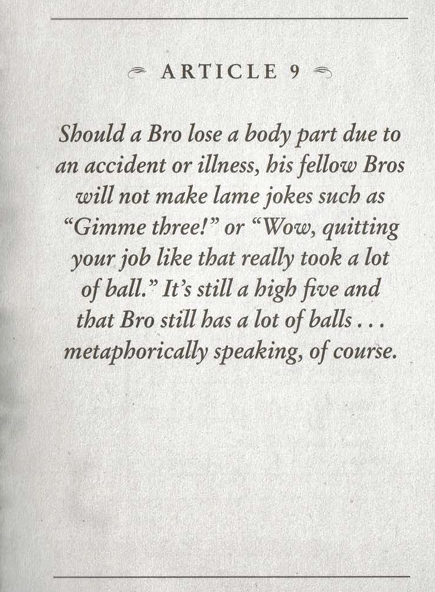 ARTICLE 9
Should a Bro lose a body part due to
an accident or illness, his fellow Bros
will not make lame jokes such as
“Gimme three!” or “Wow, quitting
your job like that really took a lot
of ball.” It’s still a high five and
that Bro still has a lot of balls . . .
metaphorically speaking, of course.